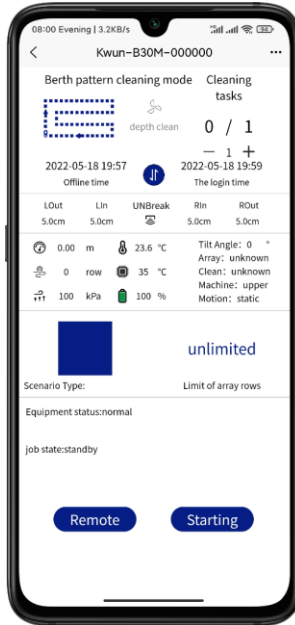 08:00 Evening | 3.2KB/s
Kwun-B30M-000000
Berth pattern cleaning mode
Cleaning tasks
depth clean
0 / 1
— 1 +
2022-05-18 19:57
2022-05-18 19:59
Offline time
The login time
LOut LIn UNBreak RIn ROut
5.0cm 5.0cm 5.0cm 5.0cm
0.00 m 23.6 °C Tilt Angle: 0 °
Array: unknown
0 row 35 °C Clean: unknown
Machine: upper
100 kPa 100 % Motion: static
unlimited
Scenario Type: Limit of array rows
Equipment status:normal
job state:standby
Remote Starting